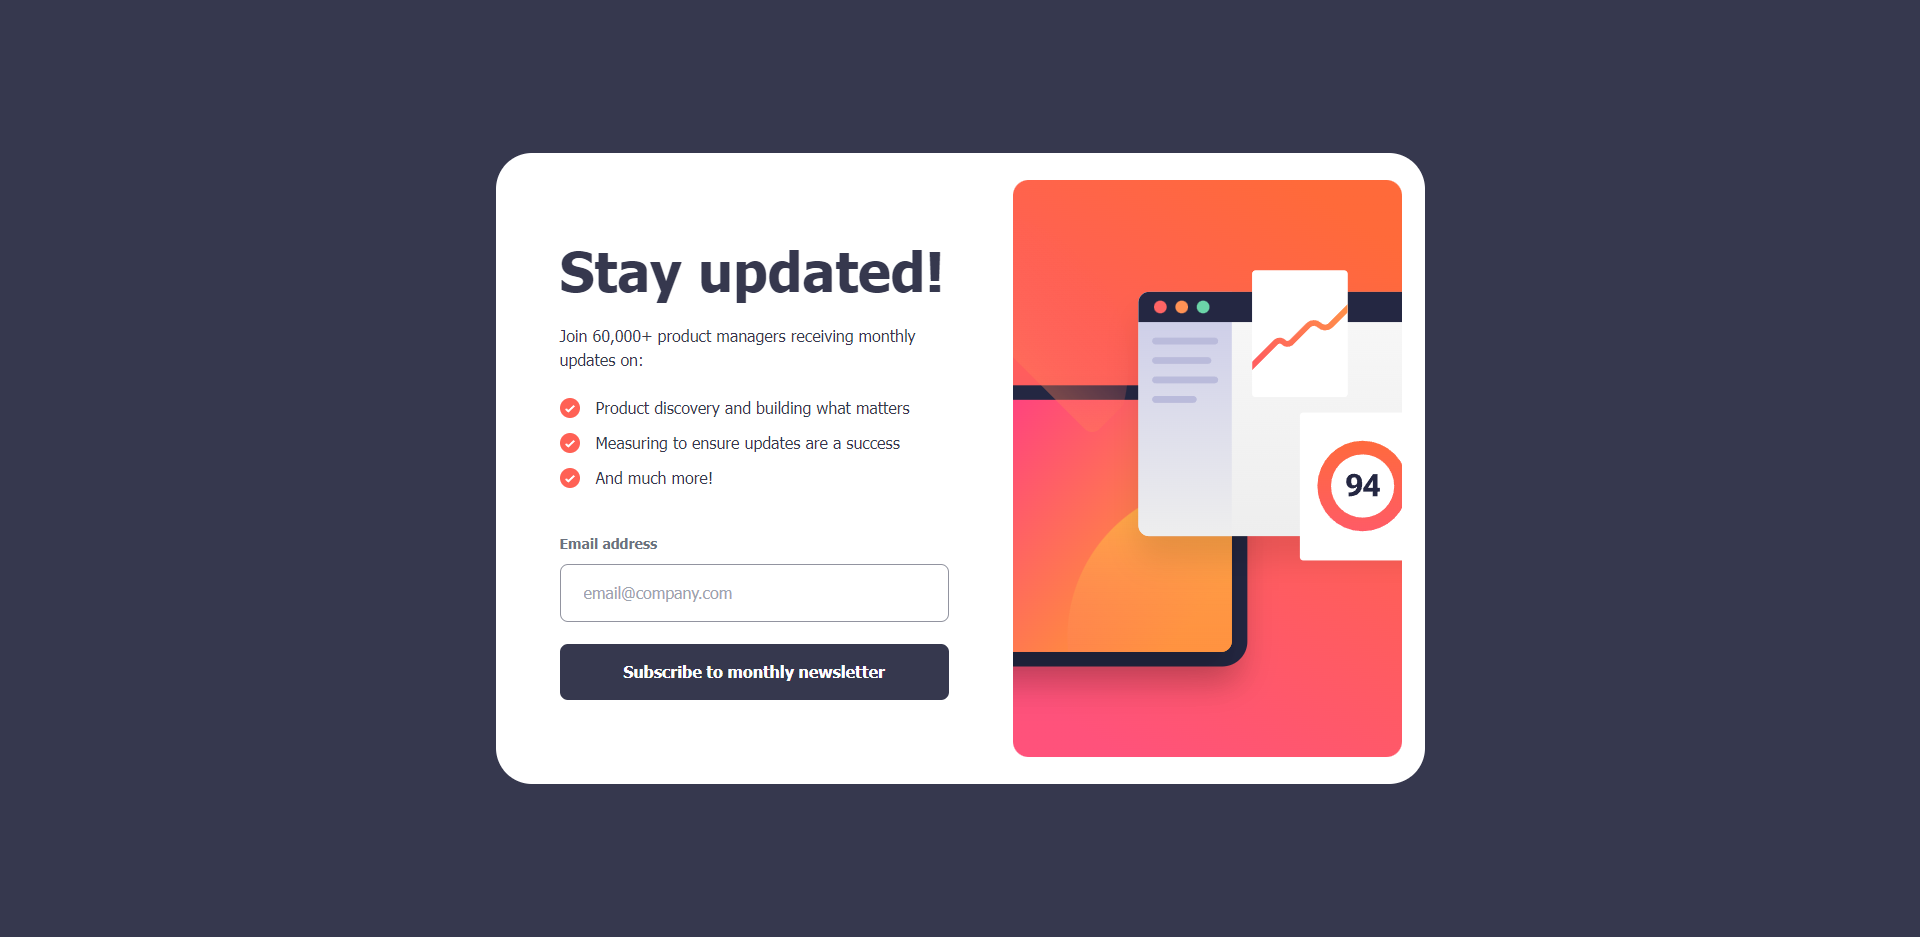 Stay updated!
Join 60,000+ product managers receiving monthly
updates on:
Product discovery and building what matters
Measuring to ensure updates are a success
And much more!
Email address
email@company.com
Subscribe to monthly newsletter
94